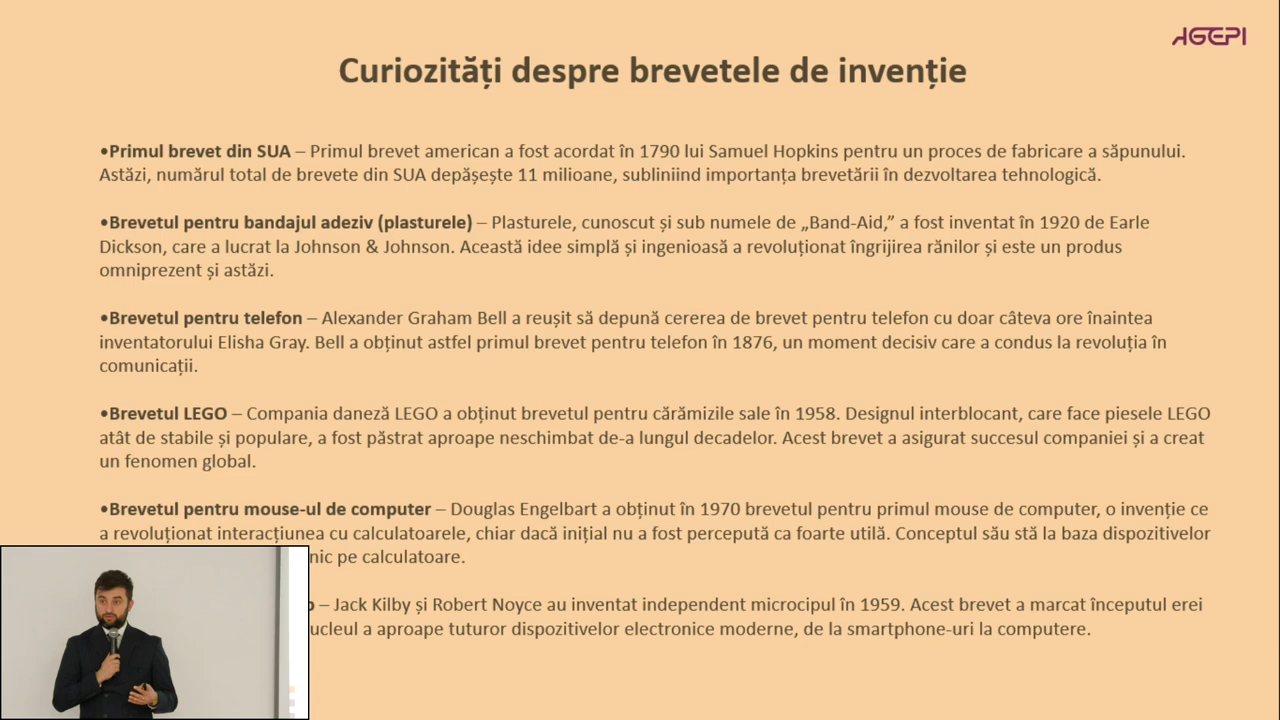 AGEPI
Curiozități despre brevetele de invenție
•Primul brevet din SUA – Primul brevet american a fost acordat în 1790 lui Samuel Hopkins pentru un proces de fabricare a săpunului.
Astăzi, numărul total de brevete din SUA depășește 11 milioane, subliniind importanța brevetării în dezvoltarea tehnologică.
•Brevetul pentru bandajul adeziv (plasturele) – Plasturele, cunoscut și sub numele de „Band-Aid,” a fost inventat în 1920 de Earle
Dickson, care a lucrat la Johnson & Johnson. Această idee simplă și ingenioasă a revoluționat îngrijirea rănilor și este un produs
omniprezent și astăzi.
•Brevetul pentru telefon – Alexander Graham Bell a reușit să depună cererea de brevet pentru telefon cu doar câteva ore înaintea
inventatorului Elisha Gray. Bell a obținut astfel primul brevet pentru telefon în 1876, un moment decisiv care a condus la revoluția în
comunicații.
•Brevetul LEGO – Compania daneză LEGO a obținut brevetul pentru cărămizile sale în 1958. Designul interblocant, care face piesele LEGO
atât de stabile și populare, a fost păstrat aproape neschimbat de-a lungul decadelor. Acest brevet a asigurat succesul companiei și a creat
un fenomen global.
•Brevetul pentru mouse-ul de computer – Douglas Engelbart a obținut în 1970 brevetul pentru primul mouse de computer, o invenție ce
a revoluționat interacțiunea cu calculatoarele, chiar dacă inițial nu a fost percepută ca foarte utilă. Conceptul său stă la baza dispozitivelor
nic pe calculatoare.
– Jack Kilby și Robert Noyce au inventat independent microcipul în 1959. Acest brevet a marcat începutul erei
ucleul a aproape tuturor dispozitivelor electronice moderne, de la smartphone-uri la computere.